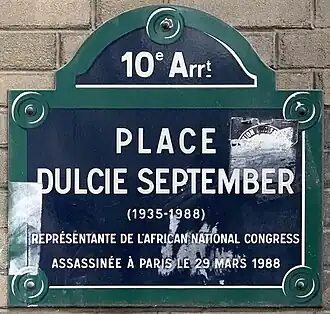 10e Arrt
PLACE
DULCIE SEPTEMBER
(1935-1988)
REPRÉSENTANTE DE L'AFRICAN NATIONAL CONGRESS
ASSASSINÉE À PARIS LE 29 MARS 1988